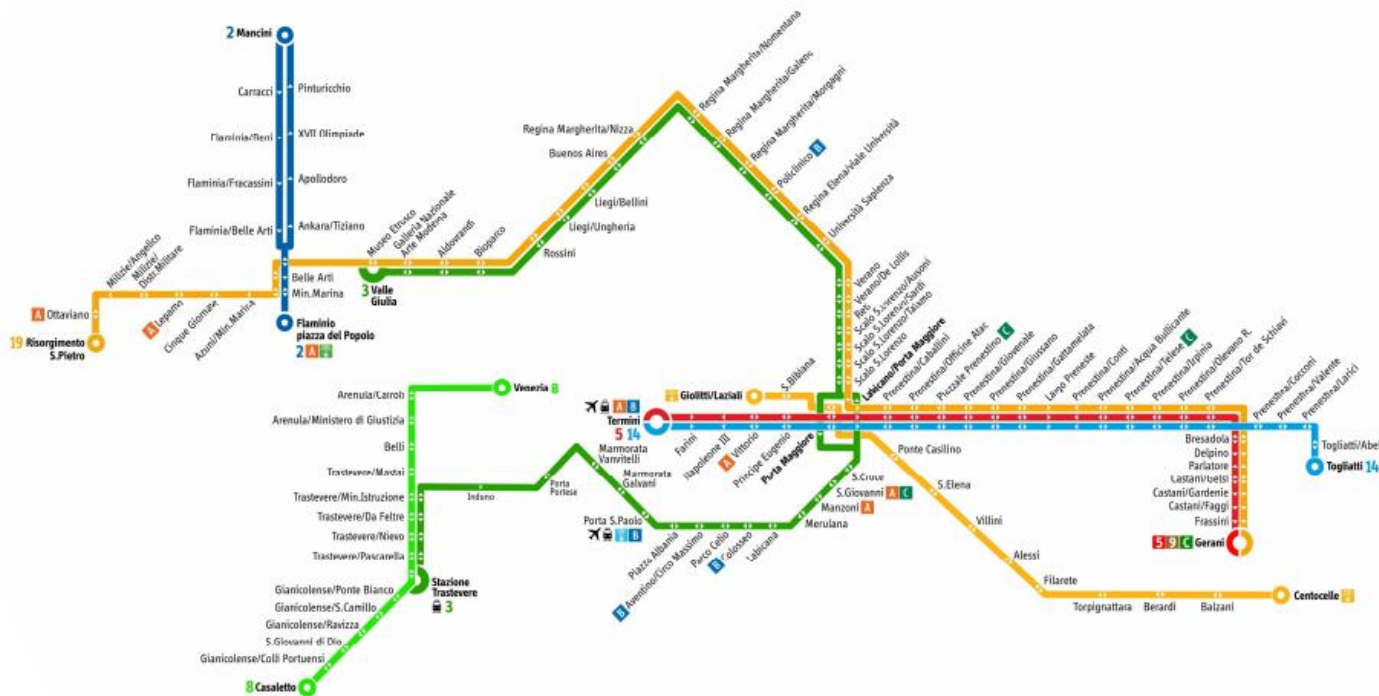 2 Mancini
Carracci
Pinturicchio
Flaminia/Reni
XVII Olimpiade
Flaminia/Fracassini
Apollodoro
Flaminia/Belle Arti
Ankara/Tiziano
Belle Arti
Min.Marina
Flaminio
piazza del Popolo
2 A
Milizie/Angelico
Milizie/
Distr.Militare
A Lepanto
Cinque Giornate
Azuni/Min.Marina
A Ottaviano
19 Risorgimento
S.Pietro
Museo Etrusco
Galleria Nazionale
Arte Moderna
Aldovrandi
Bioparco
3 Valle
Giulia
Rossini
Liegi/Ungheria
Liegi/Bellini
Buenos Aires
Regina Margherita/Nizza
Regina Margherita/Nomentana
Regina Margherita/Galeno
Regina Margherita/Morgagni
Policlinico B
Regina Elena/viale Università
Università Sapienza
Verano
Verano/De Lollis
Reti
Scalo S.Lorenzo/Ausoni
Scalo S.Lorenzo/Sardi
Scalo S.Lorenzo/Talamo
Scalo S.Lorenzo
Labicano/Porta Maggiore
Prenestina/Caballini
Prenestina/Officine Atac
Piazzale Prenestino C
Prenestina/Giovenale
Prenestina/Giussano
Prenestina/Gattamelata
Largo Preneste
Prenestina/Conti
Prenestina/Acqua Bullicante
Prenestina/Telese C
Prenestina/Irpinia
Prenestina/Olevano R.
Prenestina/Tor de Schiavi
Prenestina/Cocconi
Prenestina/Valente
Prenestina/Larici
Togliatti/Abel
Togliatti 14
Bresadola
Delpino
Parlatore
Castani/Gelsi
Castani/Gardenie
Castani/Faggi
Frassini
5 9 C Gerani
Giolitti/Laziali
S.Bibiana
A B
Termini
5 14
Farini
Napoleone III
A Vittorio
Principe Eugenio
Porta Maggiore
Ponte Casilino
S.Elena
Villini
Alessi
Filarete
Torpignattara
Berardi
Balzani
Centocelle
S.Croce
S.Giovanni A C
Manzoni A
Merulana
Labicana
B Colosseo
Parco Celio
B Aventino/Circo Massimo
Piazza Albania
Porta S.Paolo
B
Marmorata
Galvani
Marmorata
Vanvitelli
Porta
Portese
Induno
Stazione
Trastevere
3
Venezia 8
Arenula/Cairoli
Arenula/Ministero di Giustizia
Belli
Trastevere/Mastai
Trastevere/Min.Istruzione
Trastevere/Da Feltre
Trastevere/Nievo
Trastevere/Pascarella
Gianicolense/Ponte Bianco
Gianicolense/S.Camillo
Gianicolense/Ravizza
S.Giovanni di Dio
Gianicolense/Colli Portuensi
8 Casaletto